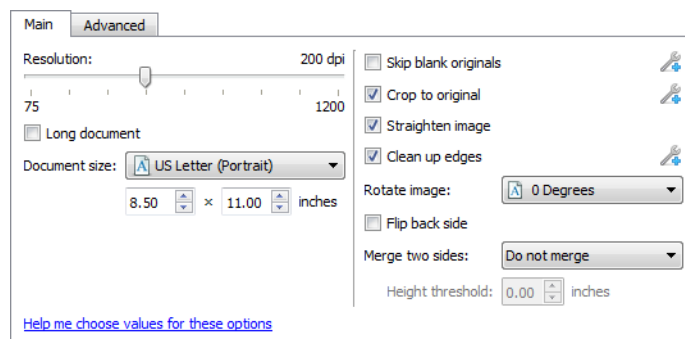 Main Advanced
Resolution: 200 dpi
75 1200
Long document
Document size: A US Letter (Portrait)
8.50 × 11.00 inches
Help me choose values for these options
Skip blank originals
Crop to original
Straighten image
Clean up edges
Rotate image: A 0 Degrees
Flip back side
Merge two sides: Do not merge
Height threshold: 0.00 inches